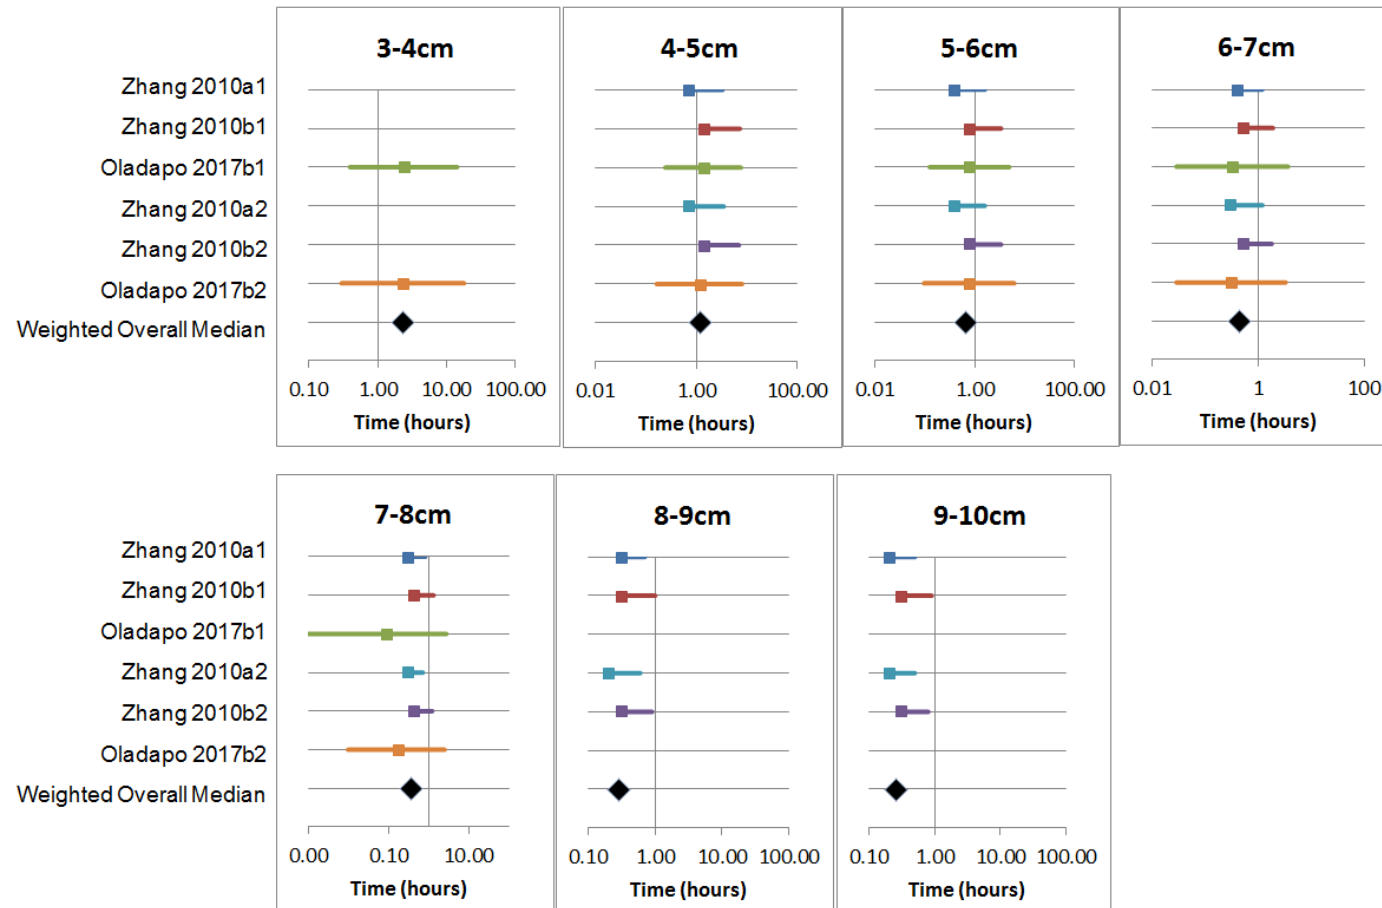 3-4cm 4-5cm 5-6cm 6-7cm
Zhang 2010a1
Zhang 2010b1
Oladapo 2017b1
Zhang 2010a2
Zhang 2010b2
Oladapo 2017b2
Weighted Overall Median
0.10 1.00 10.00 100.00 0.01 1.00 100.00 0.01 1.00 100.00 0.01 1 100
Time (hours) Time (hours) Time (hours) Time (hours)
7-8cm 8-9cm 9-10cm
Zhang 2010a1
Zhang 2010b1
Oladapo 2017b1
Zhang 2010a2
Zhang 2010b2
Oladapo 2017b2
Weighted Overall Median
0.00 0.10 10.00 0.10 1.00 10.00 100.00 0.10 1.00 10.00 100.00
Time (hours) Time (hours) Time (hours)